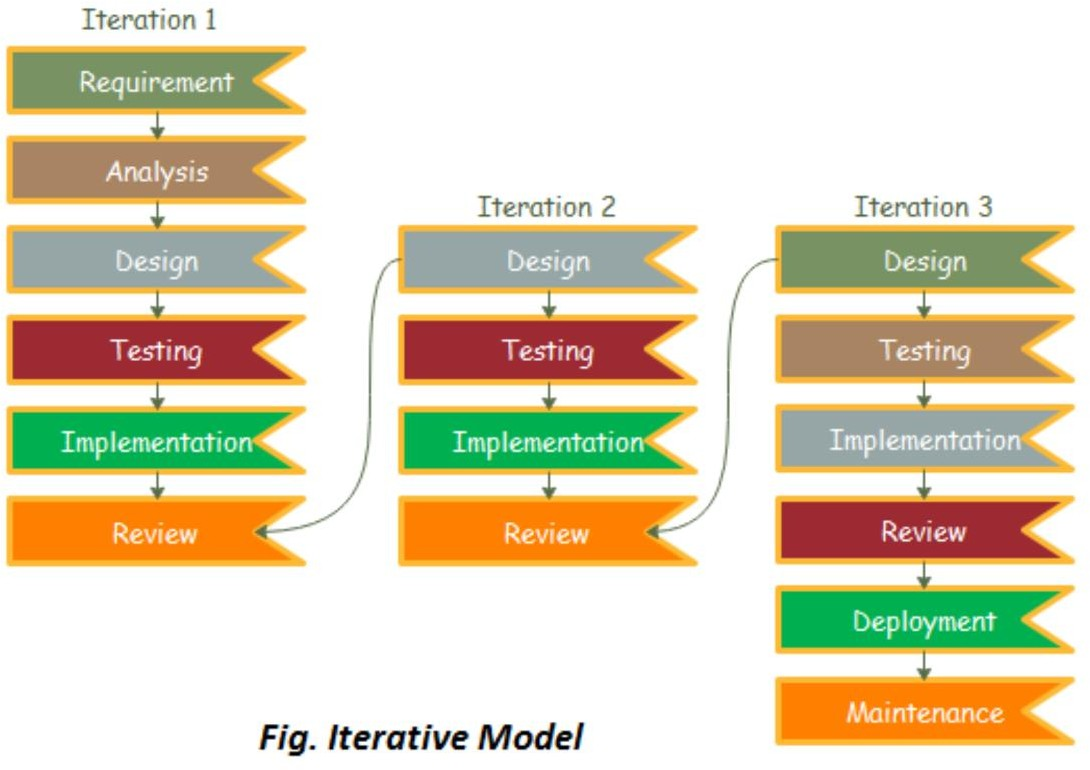 Iteration 1
Requirement
Analysis
Design
Testing
Implementation
Review
Iteration 2
Design
Testing
Implementation
Review
Iteration 3
Design
Testing
Implementation
Review
Deployment
Maintenance
Fig. Iterative Model